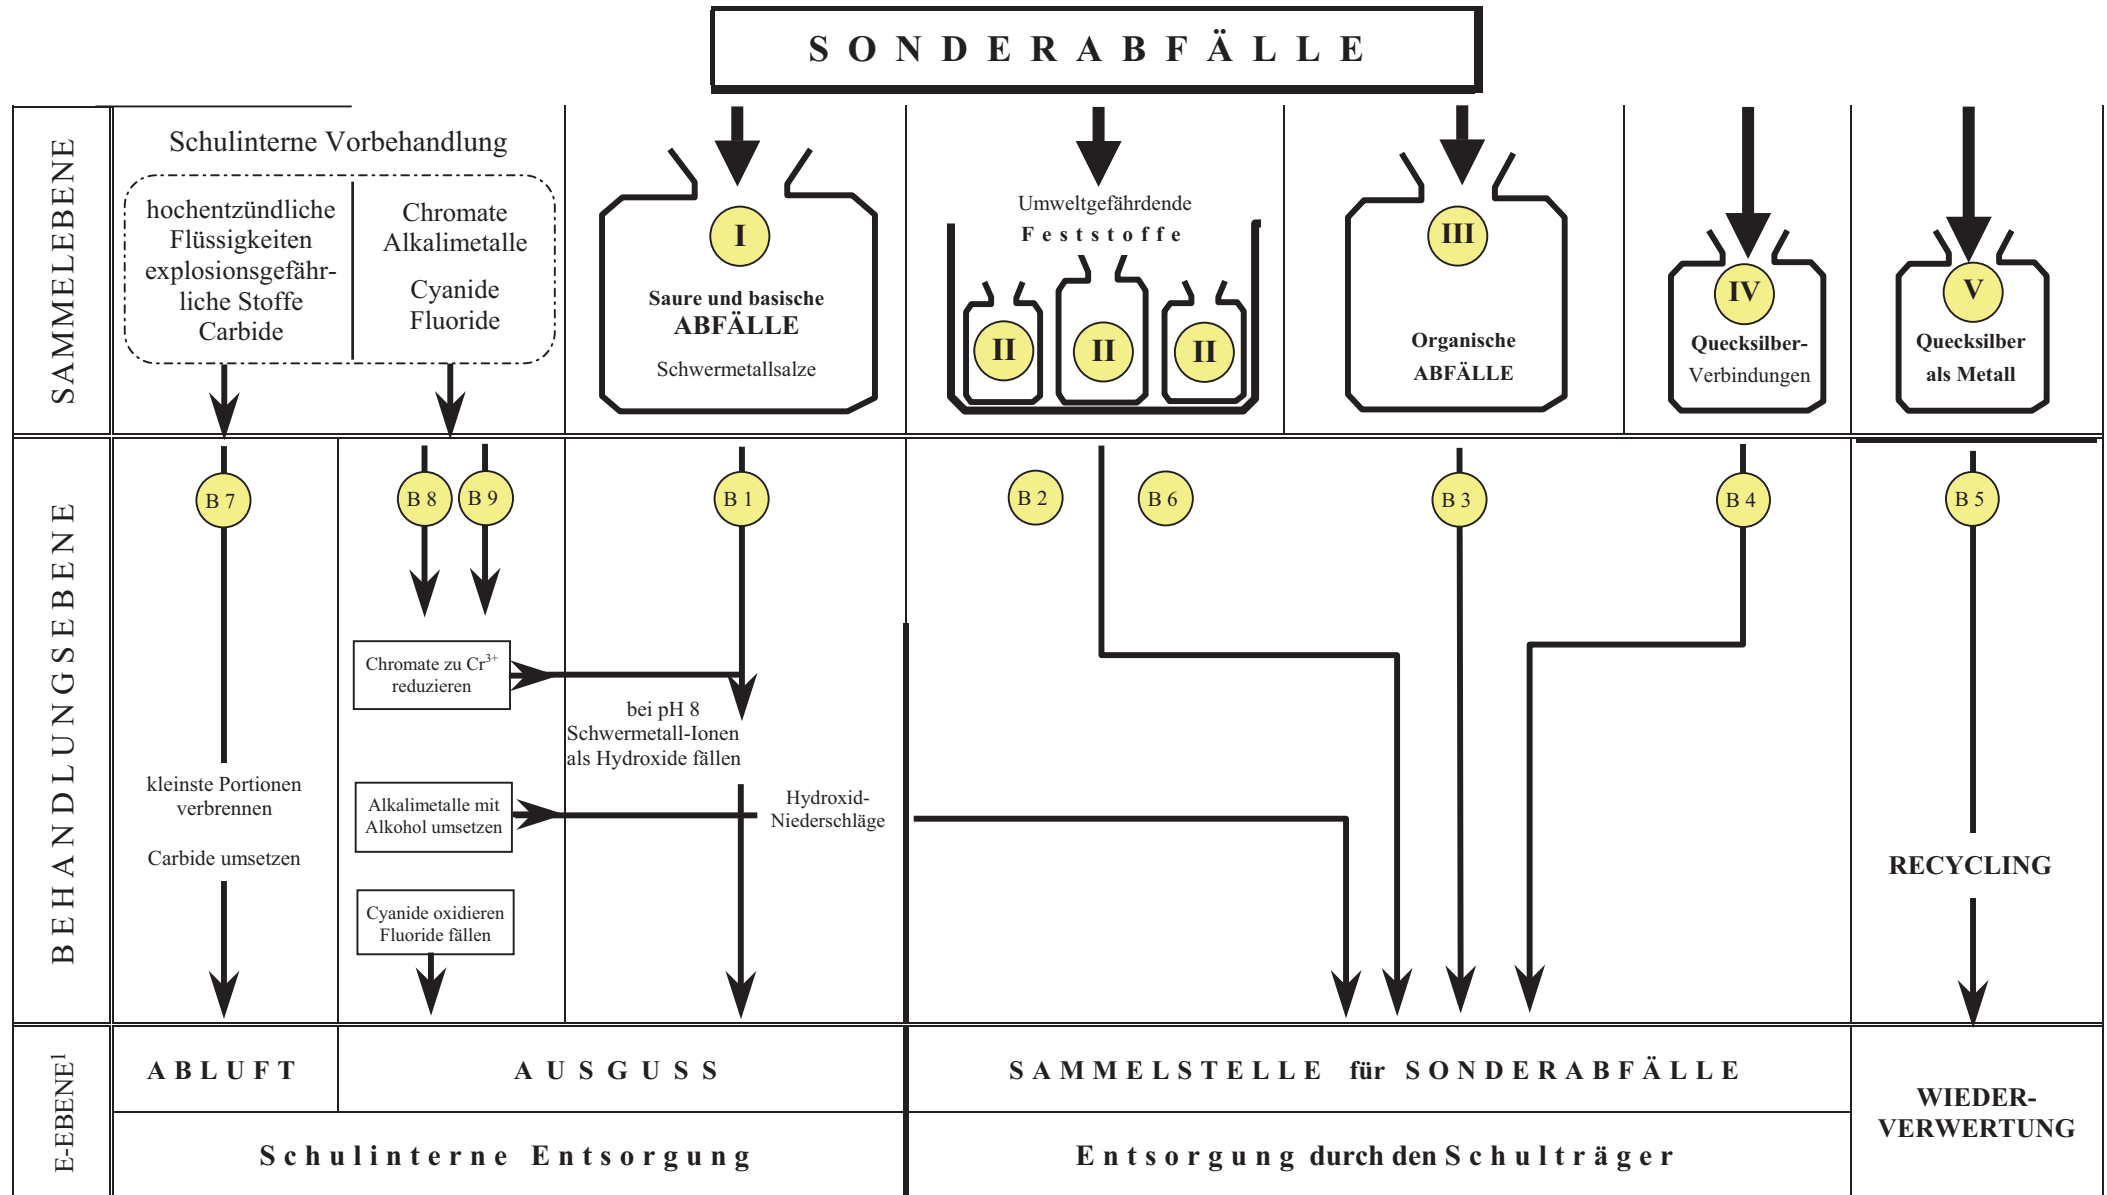 SONDERABFÄLLE
SAMMELEBENE
Schulinterne Vorbehandlung
hochentzündliche
Flüssigkeiten
explosionsgefähr-
liche Stoffe
Carbide
Chromate
Alkalimetalle
Cyanide
Fluoride
I
Saure und basische
ABFÄLLE
Schwermetallsalze
Umweltgefährdende
Feststoffe
II
II
II
III
Organische
ABFÄLLE
IV
Quecksilber-
Verbindungen
V
Quecksilber
als Metall
BEHANDLUNGSEBENE
B 7
B 8
B 9
B 1
B 2
B 6
B 3
B 4
B 5
kleinste Portionen
verbrennen
Carbide umsetzen
Chromate zu Cr³⁺
reduzieren
Alkalimetalle mit
Alkohol umsetzen
Cyanide oxidieren
Fluoride fällen
bei pH 8
Schwermetall-Ionen
als Hydroxide fällen
Hydroxid-
Niederschläge
RECYCLING
E-EBENE¹
ABLUFT
AUSGUSS
SAMMELSTELLE für SONDERABFÄLLE
WIEDER-
VERWERTUNG
Schulinterne Entsorgung
Entsorgung durch den Schulträger